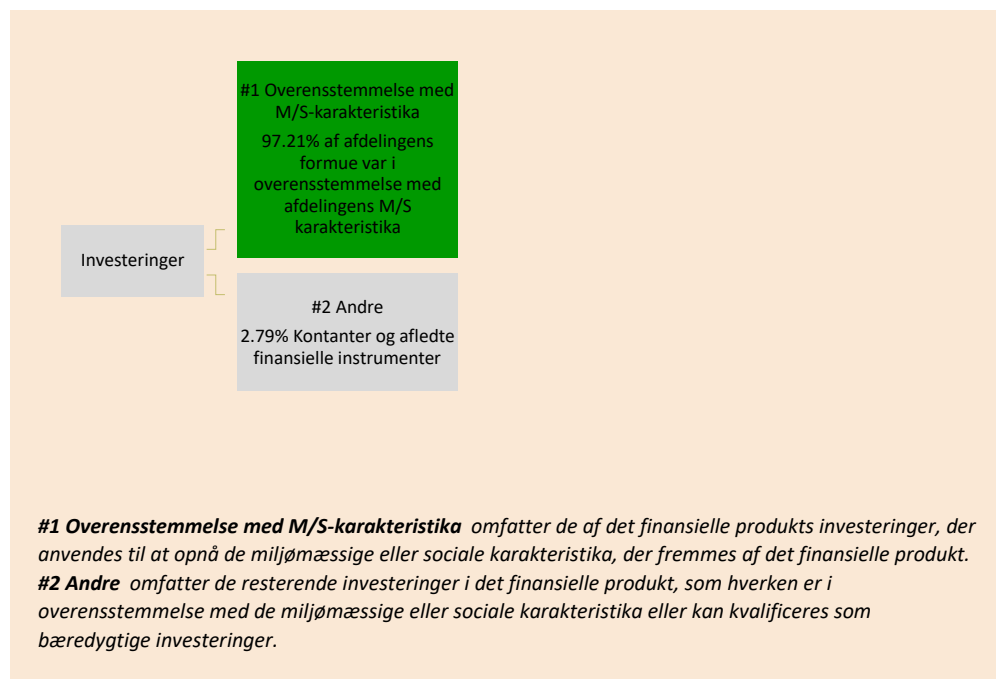 #1 Overensstemmelse med
M/S-karakteristika
97.21% af afdelingens
formue var i
overensstemmelse med
afdelingens M/S
karakteristika
Investeringer
#2 Andre
2.79% Kontanter og afledte
finansielle instrumenter
#1 Overensstemmelse med M/S-karakteristika omfatter de af det finansielle produkts investeringer, der
anvendes til at opnå de miljømæssige eller sociale karakteristika, der fremmes af det finansielle produkt.
#2 Andre omfatter de resterende investeringer i det finansielle produkt, som hverken er i
overensstemmelse med de miljømæssige eller sociale karakteristika eller kan kvalificeres som
bæredygtige investeringer.